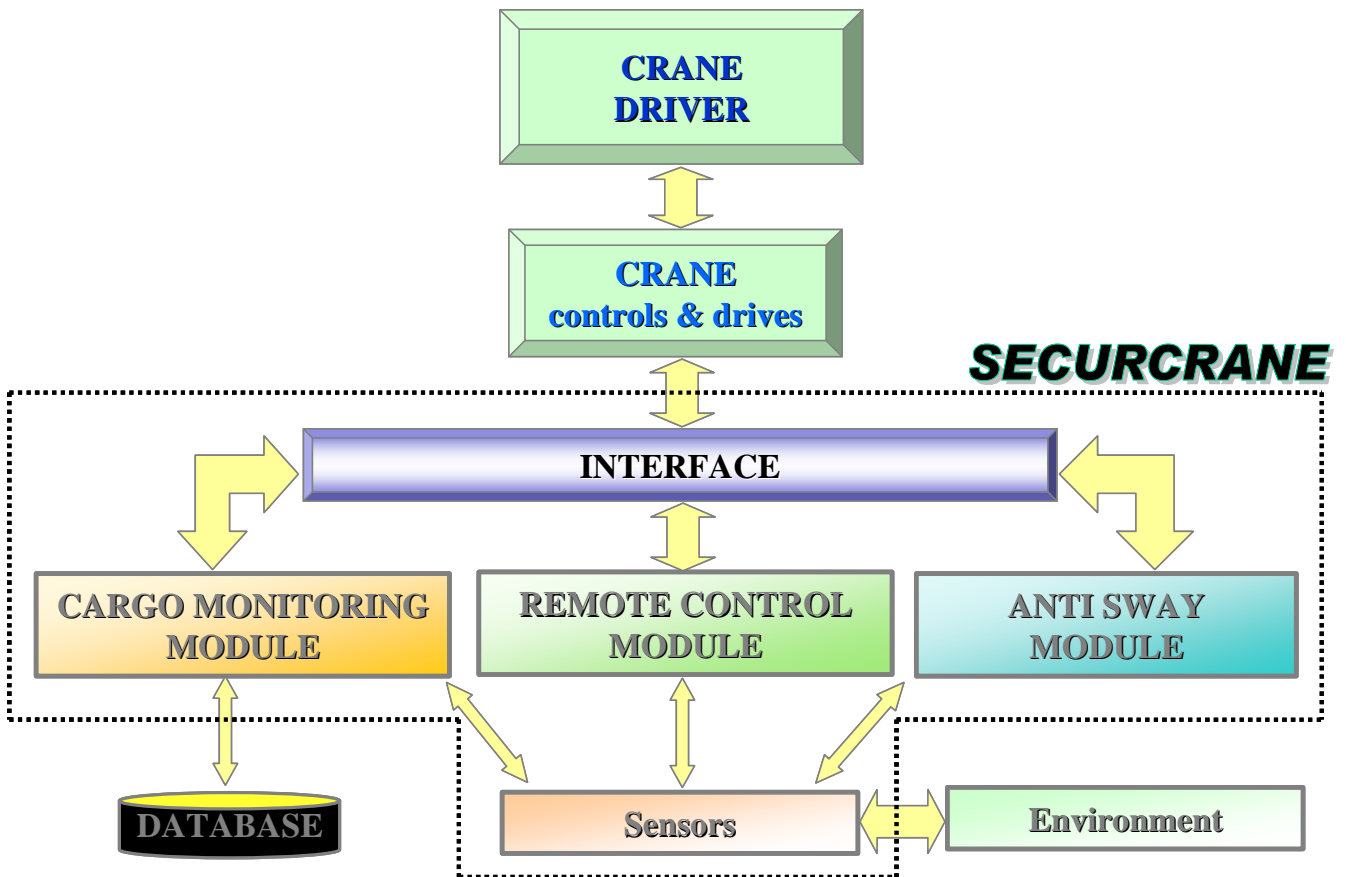 CRANE
DRIVER
CRANE
controls & drives
SECURCRANE
INTERFACE
CARGO MONITORING
MODULE
REMOTE CONTROL
MODULE
ANTI SWAY
MODULE
DATABASE
Sensors
Environment